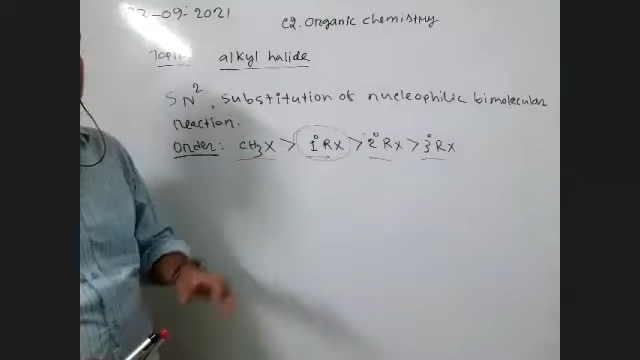 22-09-2021
C2. Organic chemistry
Topic: alkyl halide
SN², substitution of nucleophilic bimolecular
reaction.
Order: CH₃X > 1° RX > 2° RX > 3° RX